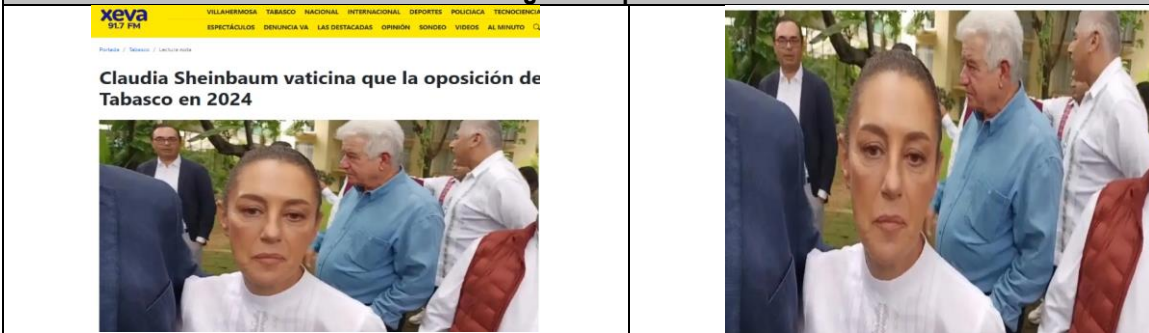 xeva
91.7 FM
VILLAHERMOSA TABASCO NACIONAL INTERNACIONAL DEPORTES POLICIACA TECNOCIENCIA
ESPECTÁCULOS DENUNCIA VA LAS DESTACADAS OPINIÓN SONDEO VIDEOS AL MINUTO
Portada / Tabasco / Lectura nota
Claudia Sheinbaum vaticina que la oposición de
Tabasco en 2024